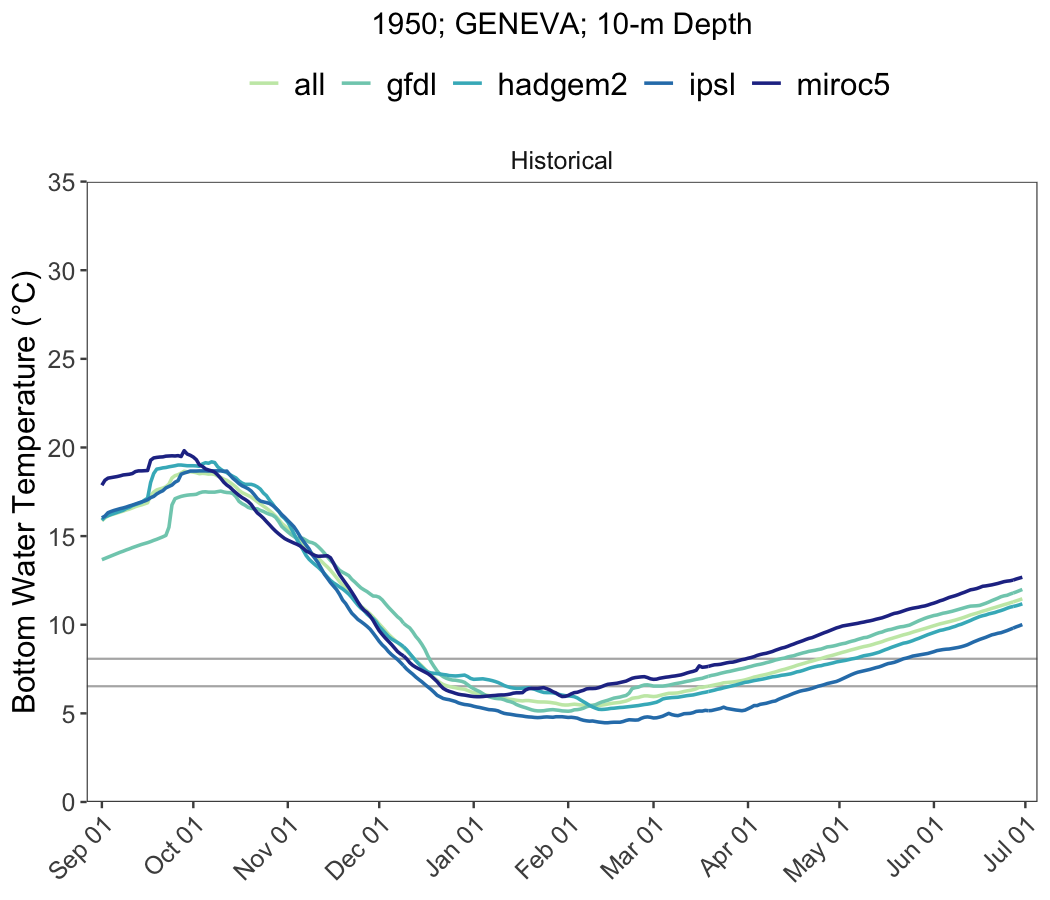 1950; GENEVA; 10-m Depth
all gfdl hadgem2 ipsl miroc5
Historical
Bottom Water Temperature (°C)
35
30
25
20
15
10
5
0
Sep 01 Oct 01 Nov 01 Dec 01 Jan 01 Feb 01 Mar 01 Apr 01 May 01 Jun 01 Jul 01